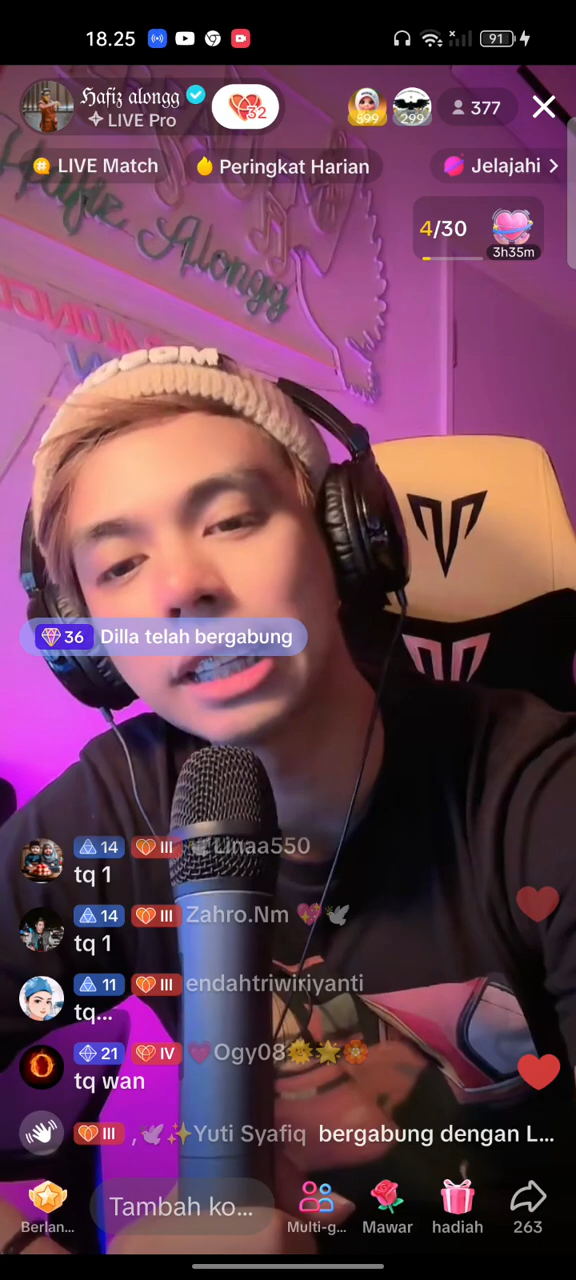 18.25
91
Hafiz alongg
LIVE Pro
32
599
299
377
LIVE Match
Peringkat Harian
Jelajahi
Hafiz Alongg
4/30
3h35m
36 Dilla telah bergabung
14 III Linaa550
tq 1
14 III Zahro.Nm 💖🕊️
tq 1
11 III endahtriwiriyanti
tq...
21 IV 💗Ogy08🌞🌟🏵️
tq wan
III ,🕊️✨Yuti Syafiq bergabung dengan L...
Berlan...
Tambah ko...
Multi-g...
Mawar
hadiah
263